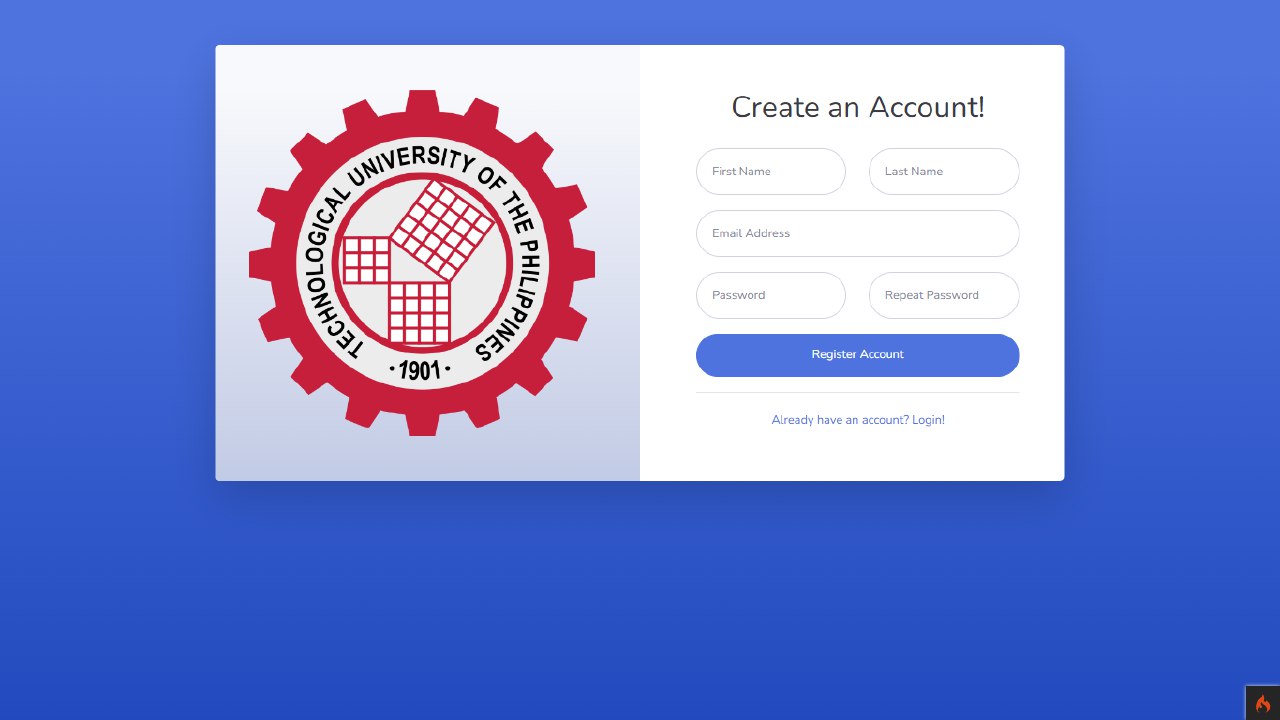 TECHNOLOGICAL UNIVERSITY OF THE PHILIPPINES
· 1901 ·
Create an Account!
First Name
Last Name
Email Address
Password
Repeat Password
Register Account
Already have an account? Login!